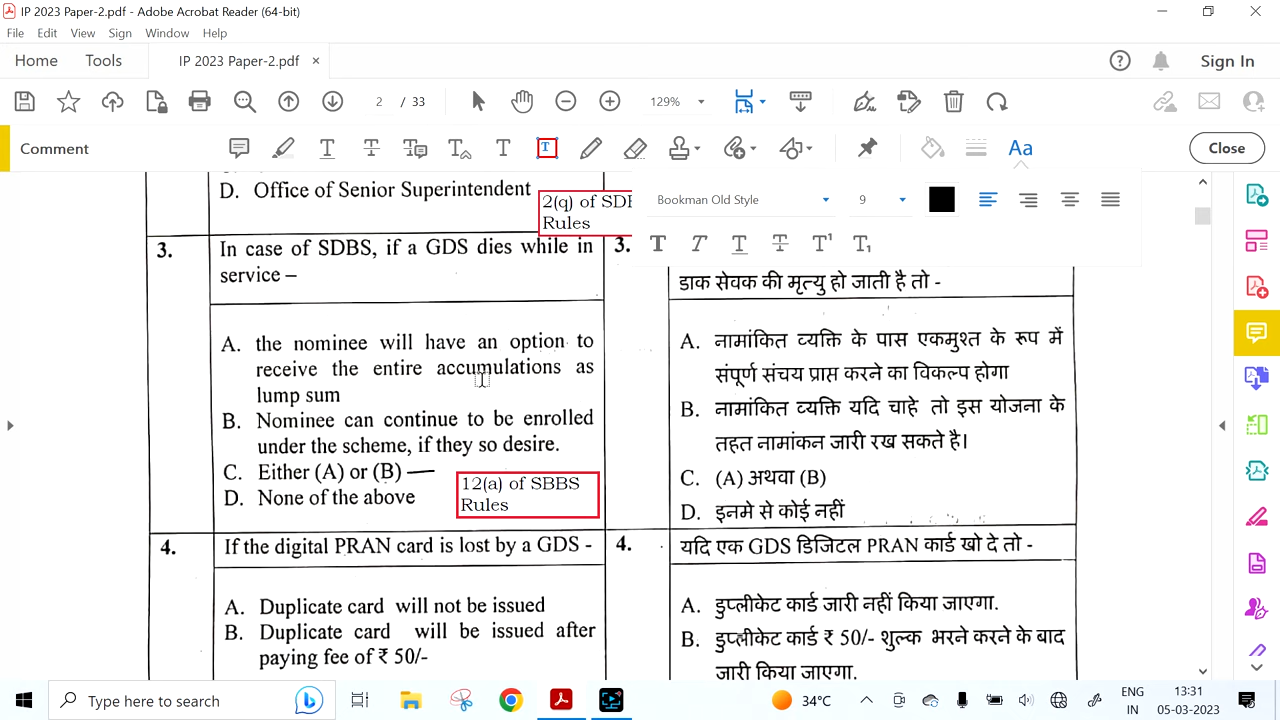 IP 2023 Paper-2.pdf - Adobe Acrobat Reader (64-bit)
File Edit View Sign Window Help
Home Tools IP 2023 Paper-2.pdf × Sign In
2 / 33 129%
Comment Close
Bookman Old Style 9
D. Office of Senior Superintendent
2(q) of SD
Rules
3. In case of SDBS, if a GDS dies while in
service –
A. the nominee will have an option to
receive the entire accumulations as
lump sum
B. Nominee can continue to be enrolled
under the scheme, if they so desire.
C. Either (A) or (B)
D. None of the above
12(a) of SBBS
Rules
4. If the digital PRAN card is lost by a GDS -
A. Duplicate card will not be issued
B. Duplicate card will be issued after
paying fee of ₹ 50/-
3.
डाक सेवक की मृत्यु हो जाती है तो -
A. नामांकित व्यक्ति के पास एकमुश्त के रूप में
संपूर्ण संचय प्राप्त करने का विकल्प होगा
B. नामांकित व्यक्ति यदि चाहे तो इस योजना के
तहत नामांकन जारी रख सकते है।
C. (A) अथवा (B)
D. इनमे से कोई नहीं
4. यदि एक GDS डिजिटल PRAN कार्ड खो दे तो -
A. डुप्लीकेट कार्ड जारी नहीं किया जाएगा.
B. डुप्लीकेट कार्ड ₹ 50/- शुल्क भरने करने के बाद
जारी किया जाएगा.
Type here to search
34°C
ENG
IN
13:31
05-03-2023